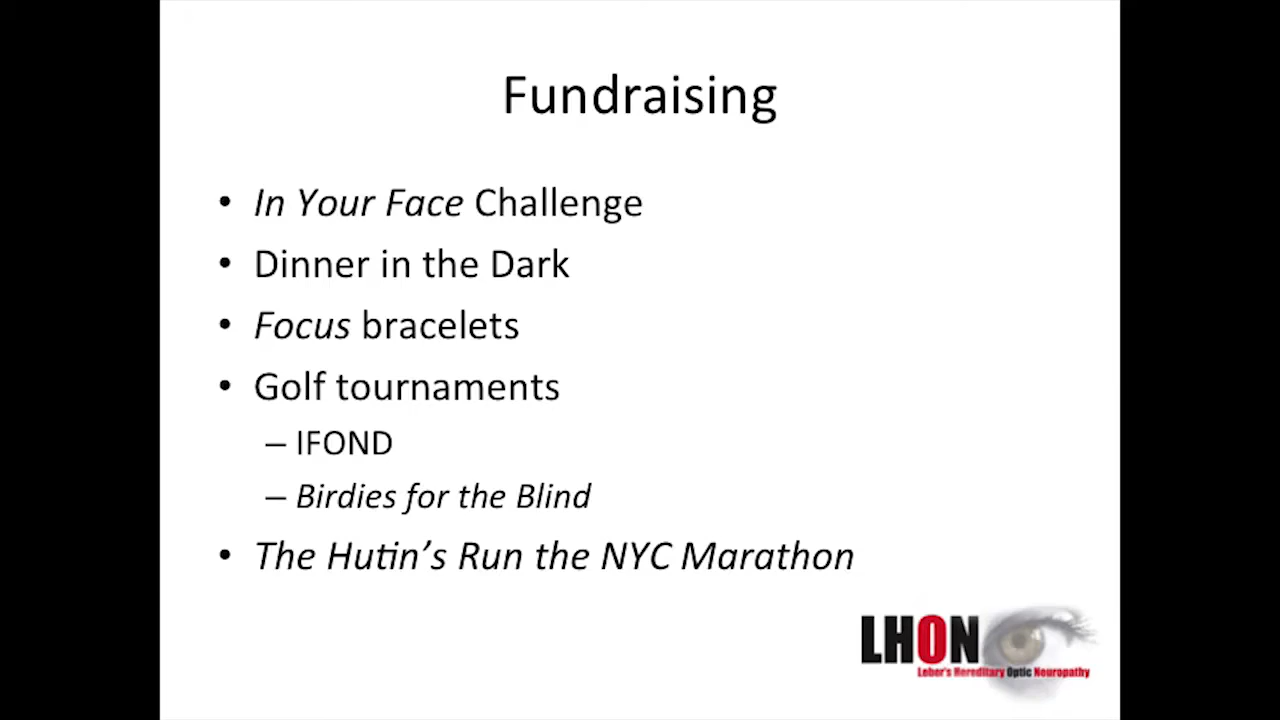 Fundraising
• In Your Face Challenge
• Dinner in the Dark
• Focus bracelets
• Golf tournaments
– IFOND
– Birdies for the Blind
• The Hutin’s Run the NYC Marathon
LHON
Leber's Hereditary Optic Neuropathy